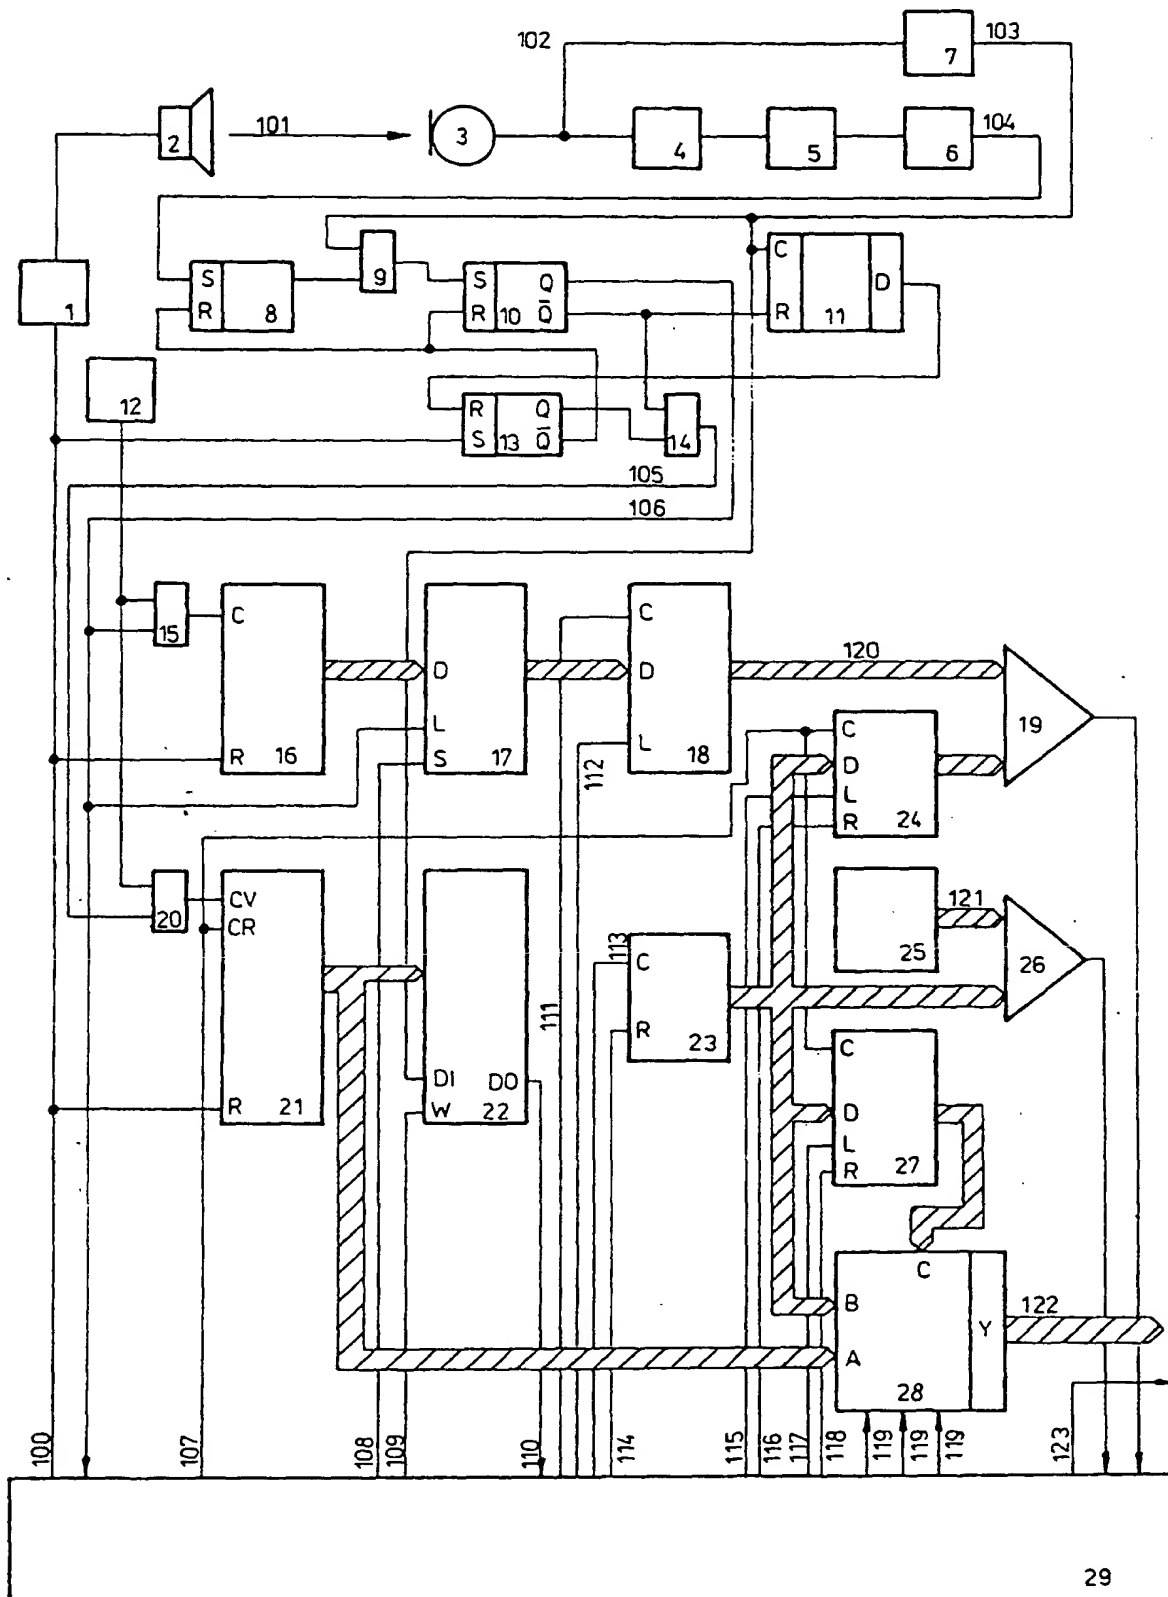 102
103
7
2
101
3
4
5
6
104
1
S
R
8
9
S
R
10
Q
Q̅
C
R
11
D
12
R
S
13
Q
Q̅
14
105
106
15
C
R
16
D
L
S
17
C
D
L
18
112
120
19
C
D
L
R
24
20
CV
CR
R
21
DI
W
DO
22
111
113
C
R
23
25
121
26
C
D
L
R
27
C
B
A
28
Y
122
100
107
108
109
110
114
115
116
117
118
119
119
119
123
29